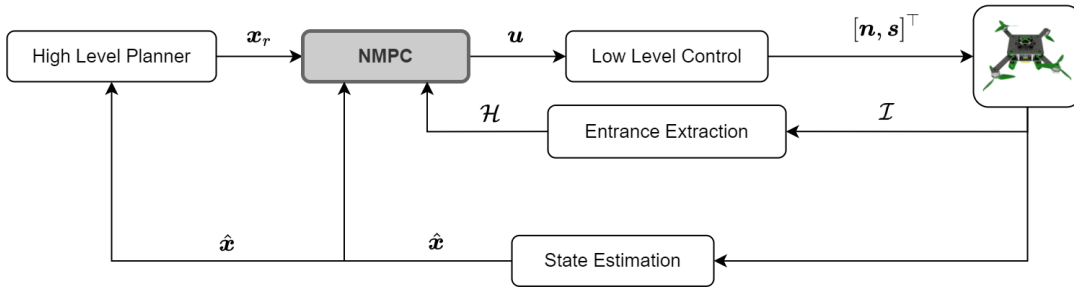 High Level Planner
x_r
NMPC
u
Low Level Control
[n, s]^⊤
ℋ
Entrance Extraction
ℐ
x̂
x̂
State Estimation